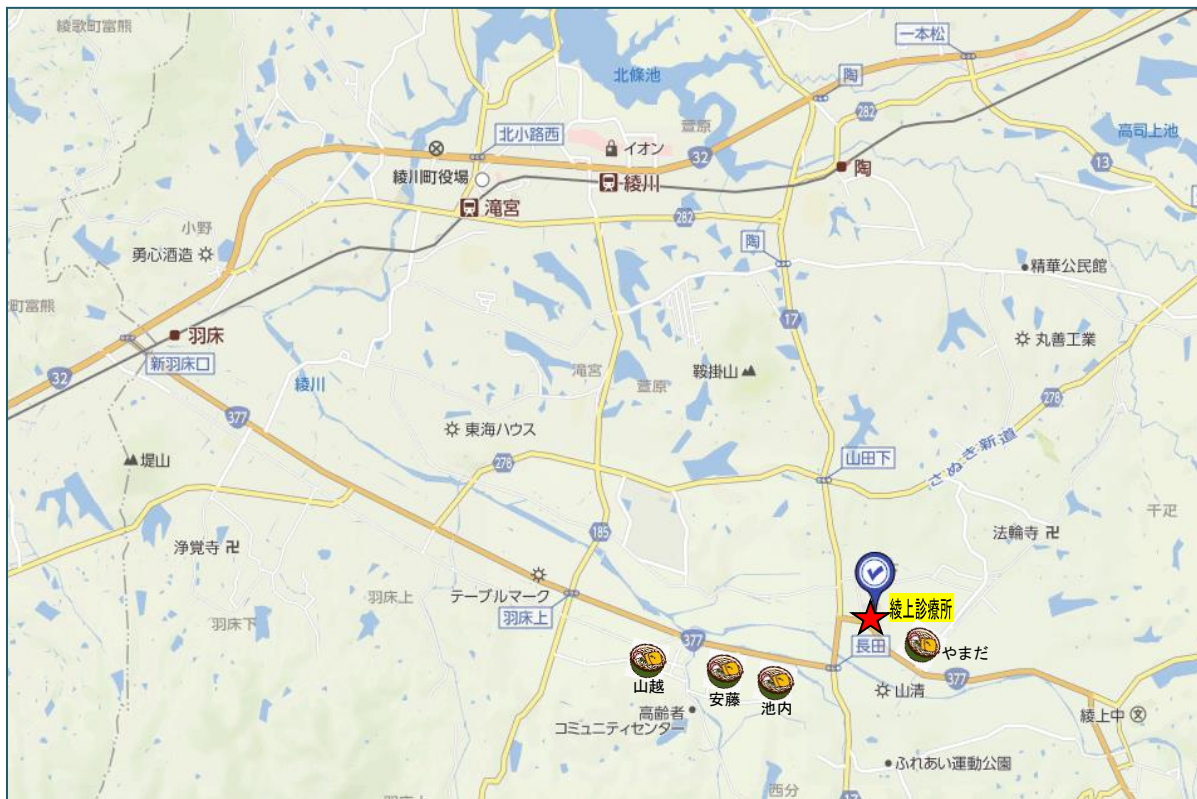 綾歌町富熊
一本松
北條池
陶
282
北小路西
萱原
高司上池
イオン
32
13
綾川町役場
綾川
陶
滝宮
282
小野
陶
勇心酒造
精華公民館
町富熊
17
羽床
丸善工業
新羽床口
32
綾川
滝宮
萱原
鞍掛山
278
377
東海ハウス
さぬき新道
堤山
278
山田下
千疋
185
法輪寺
浄覚寺
テーブルマーク
羽床上
綾上診療所
羽床下
羽床上
377
長田
やまだ
山越
安藤
池内
山清
377
高齢者
コミュニティセンター
綾上中
文
ふれあい運動公園
西分